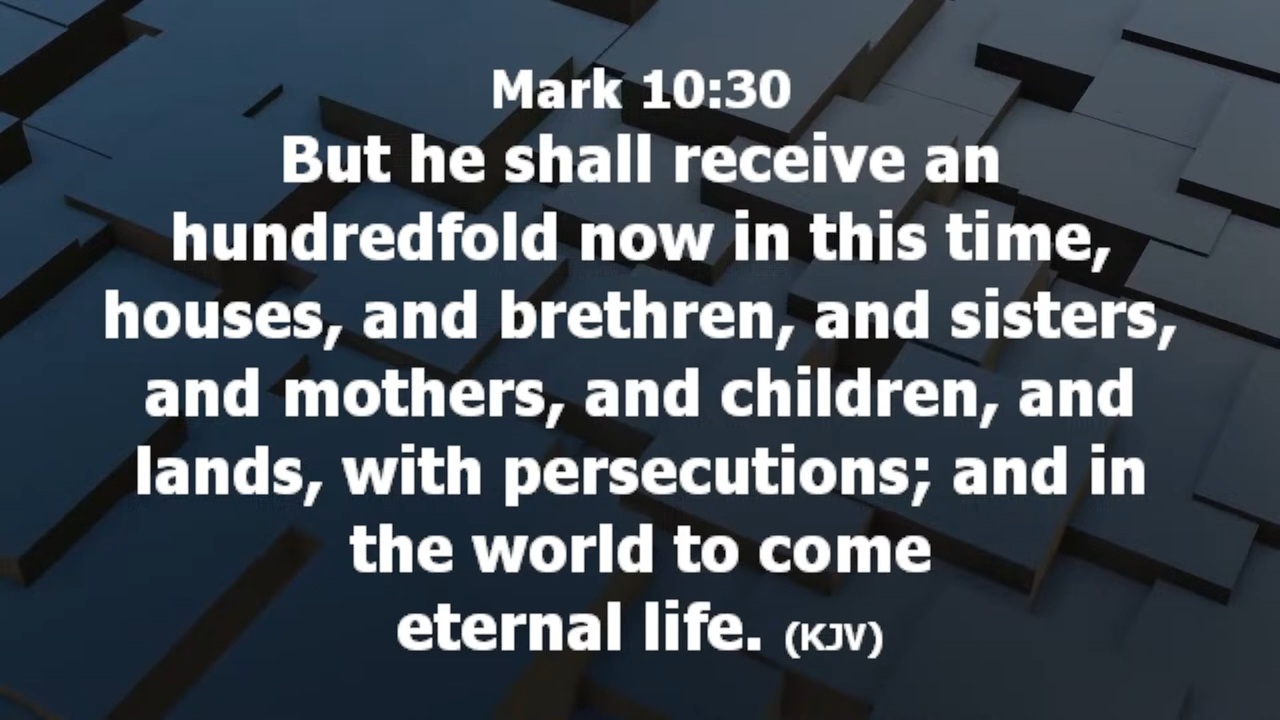 Mark 10:30
But he shall receive an
hundredfold now in this time,
houses, and brethren, and sisters,
and mothers, and children, and
lands, with persecutions; and in
the world to come
eternal life. (KJV)